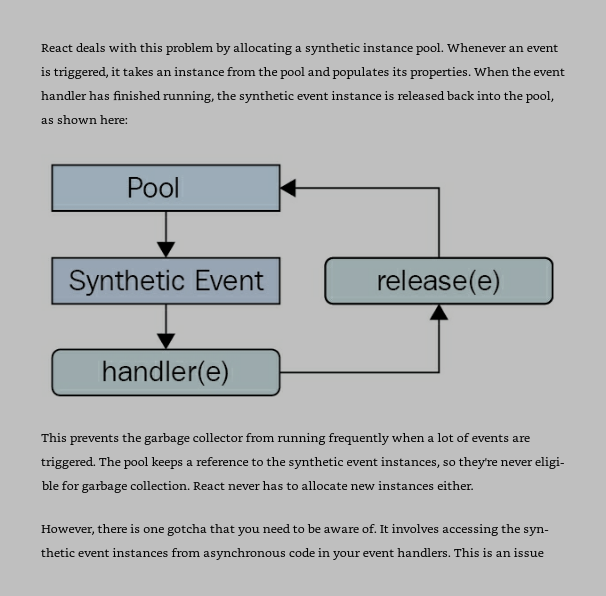 React deals with this problem by allocating a synthetic instance pool. Whenever an event
is triggered, it takes an instance from the pool and populates its properties. When the event
handler has finished running, the synthetic event instance is released back into the pool,
as shown here:
Pool
Synthetic Event
release(e)
handler(e)
This prevents the garbage collector from running frequently when a lot of events are
triggered. The pool keeps a reference to the synthetic event instances, so they're never eligi-
ble for garbage collection. React never has to allocate new instances either.
However, there is one gotcha that you need to be aware of. It involves accessing the syn-
thetic event instances from asynchronous code in your event handlers. This is an issue